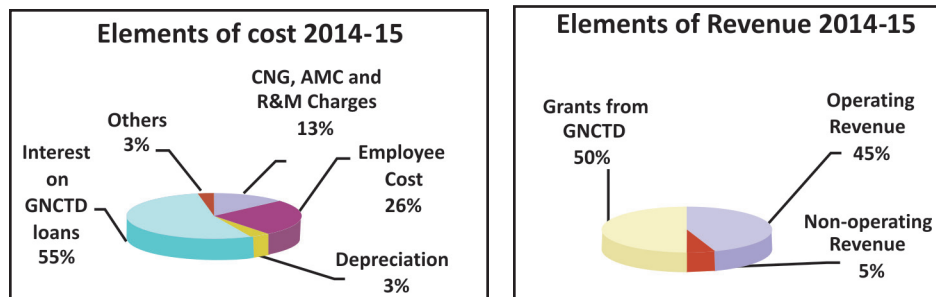 Elements of cost 2014-15
CNG, AMC and
R&M Charges
13%
Others
3%
Interest
on
GNCTD
loans
55%
Employee
Cost
26%
Depreciation
3%
Elements of Revenue 2014-15
Grants from
GNCTD
50%
Operating
Revenue
45%
Non-operating
Revenue
5%